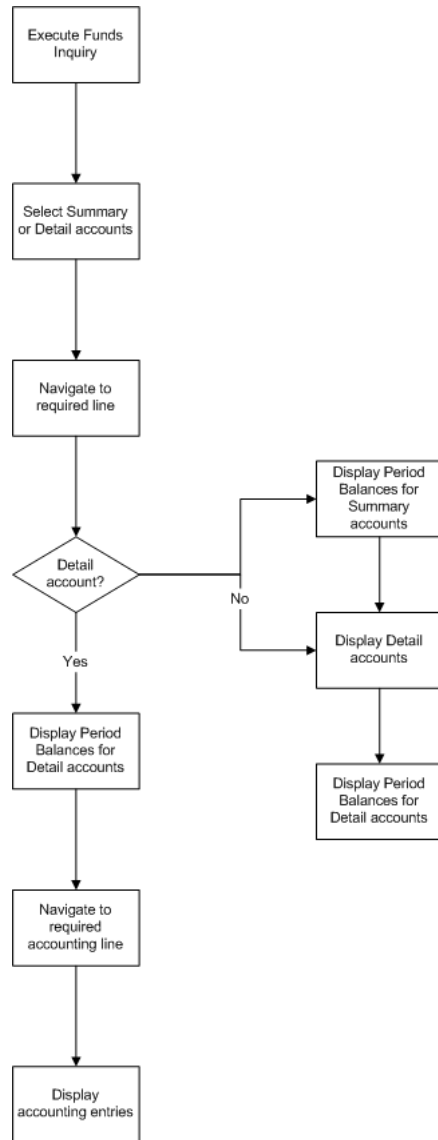 Execute Funds
Inquiry
Select Summary
or Detail accounts
Navigate to
required line
Display Period
Balances for
Summary
accounts
Detail
account?
No
Display Detail
accounts
Yes
Display Period
Balances for
Detail accounts
Display Period
Balances for
Detail accounts
Navigate to
required
accounting line
Display
accounting entries